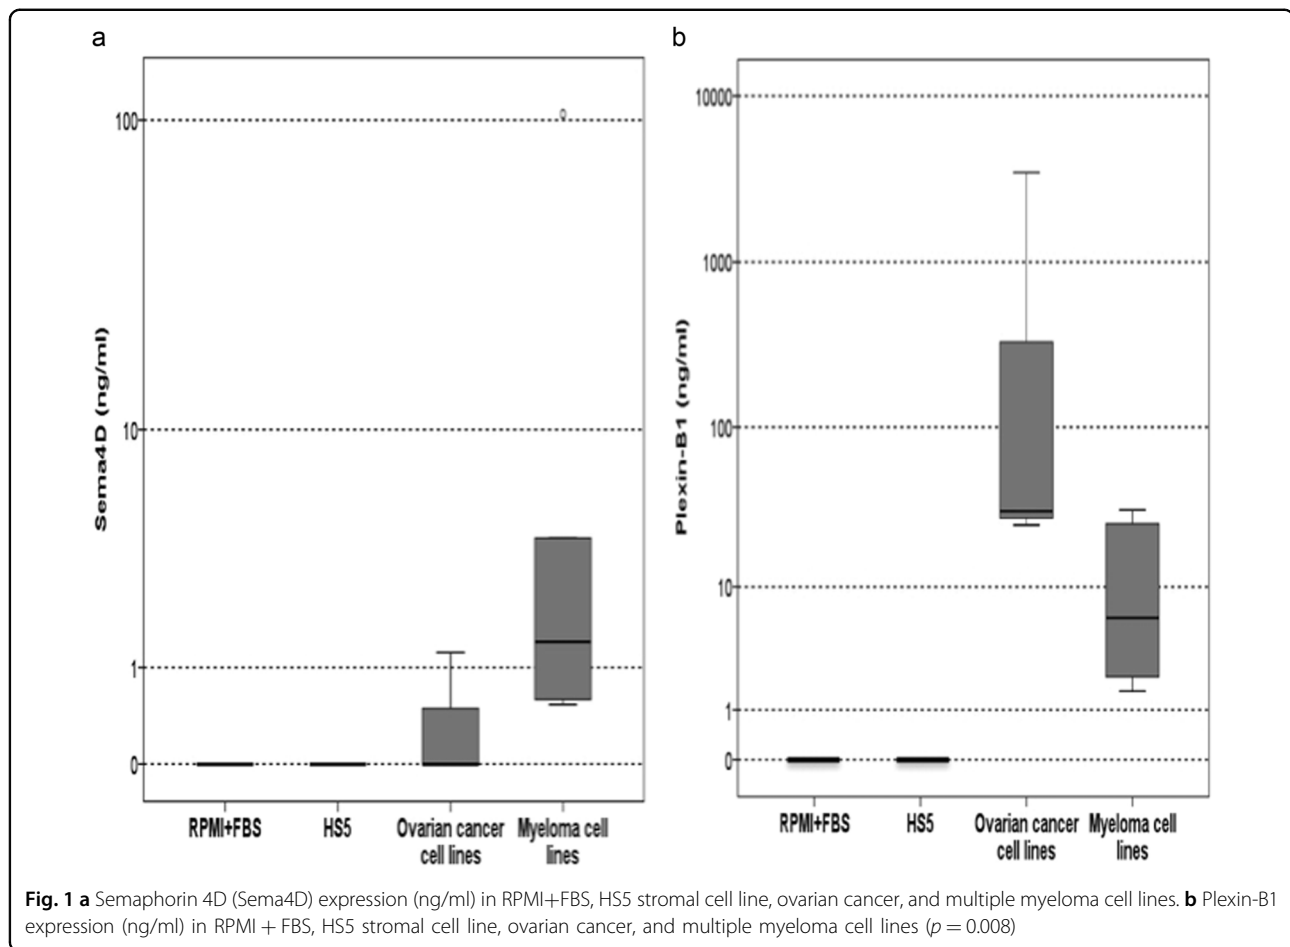 a
Sema4D (ng/ml)
100
10
1
0
RPMI+FBS
HS5
Ovarian cancer
cell lines
Myeloma cell
lines
b
Plexin-B1 (ng/ml)
10000
1000
100
10
1
0
RPMI+FBS
HS5
Ovarian cancer
cell lines
Myeloma cell
lines
Fig. 1 a Semaphorin 4D (Sema4D) expression (ng/ml) in RPMI+FBS, HS5 stromal cell line, ovarian cancer, and multiple myeloma cell lines. b Plexin-B1
expression (ng/ml) in RPMI + FBS, HS5 stromal cell line, ovarian cancer, and multiple myeloma cell lines (p = 0.008)